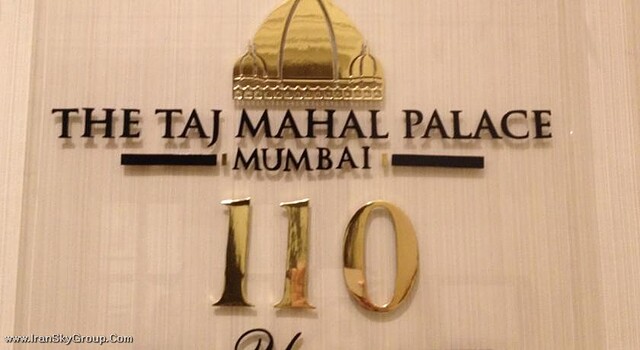 THE TAJ MAHAL PALACE
MUMBAI
110
www.IranSkyGroup.Com